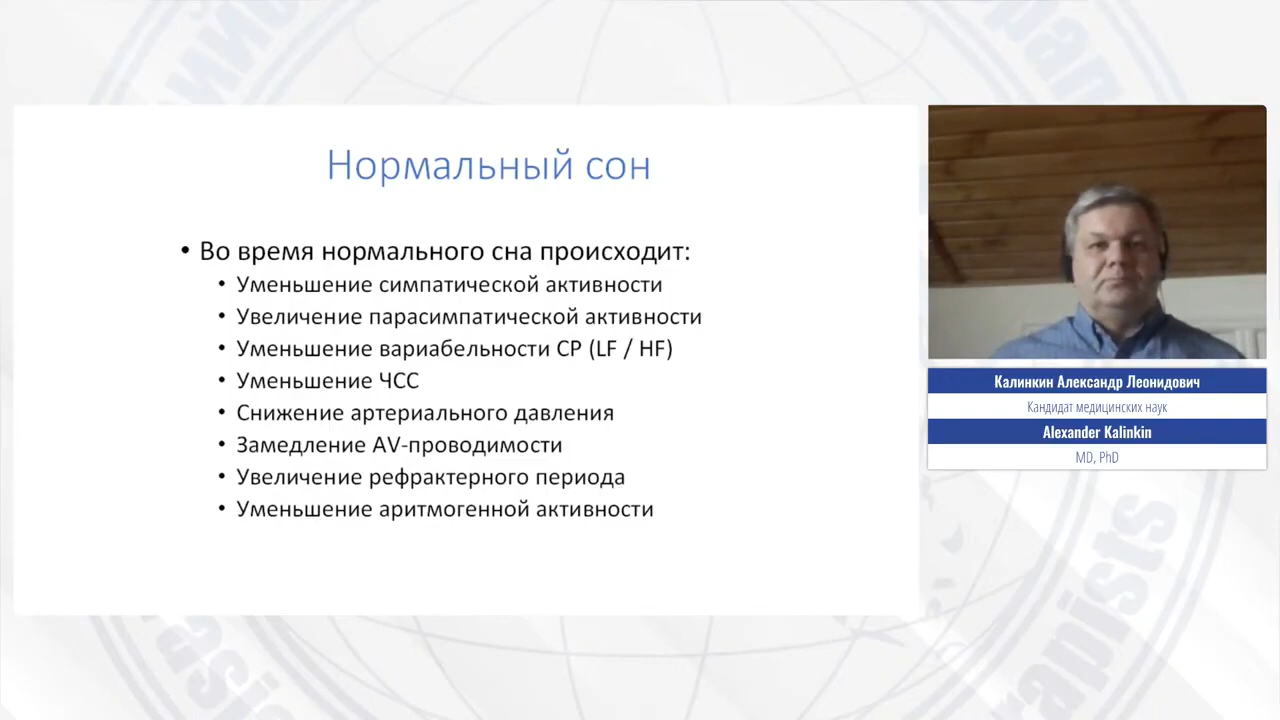 Нормальный сон
• Во время нормального сна происходит:
• Уменьшение симпатической активности
• Увеличение парасимпатической активности
• Уменьшение вариабельности СР (LF / HF)
• Уменьшение ЧСС
• Снижение артериального давления
• Замедление AV-проводимости
• Увеличение рефрактерного периода
• Уменьшение аритмогенной активности
Калинкин Александр Леонидович
Кандидат медицинских наук
Alexander Kalinkin
MD, PhD